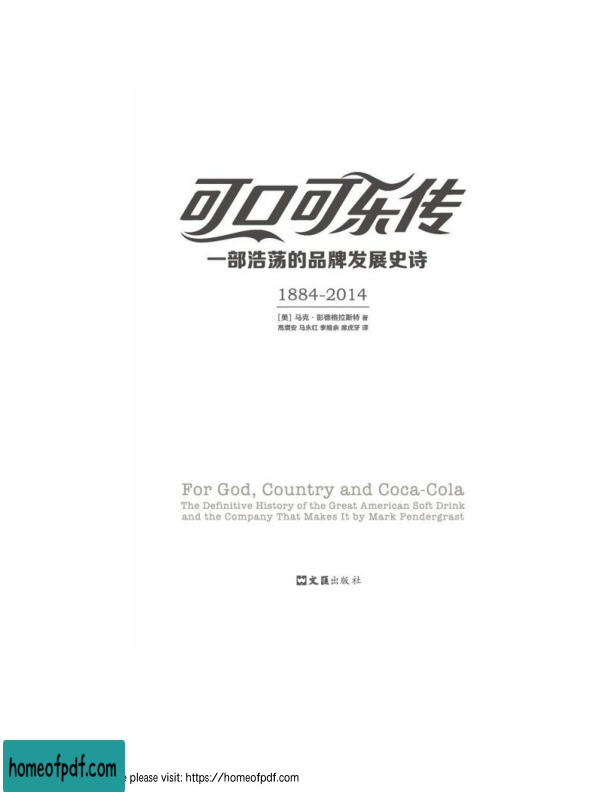 可口可乐传
一部浩荡的品牌发展史诗
1884-2014
[美] 马克·彭德格拉斯特 著
高增安 马永红 李维余 席虎牙 译
For God, Country and Coca-Cola
The Definitive History of the Great American Soft Drink
and the Company That Makes It by Mark Pendergrast
文匯出版社
homeofpdf.com
please visit: https://homeofpdf.com